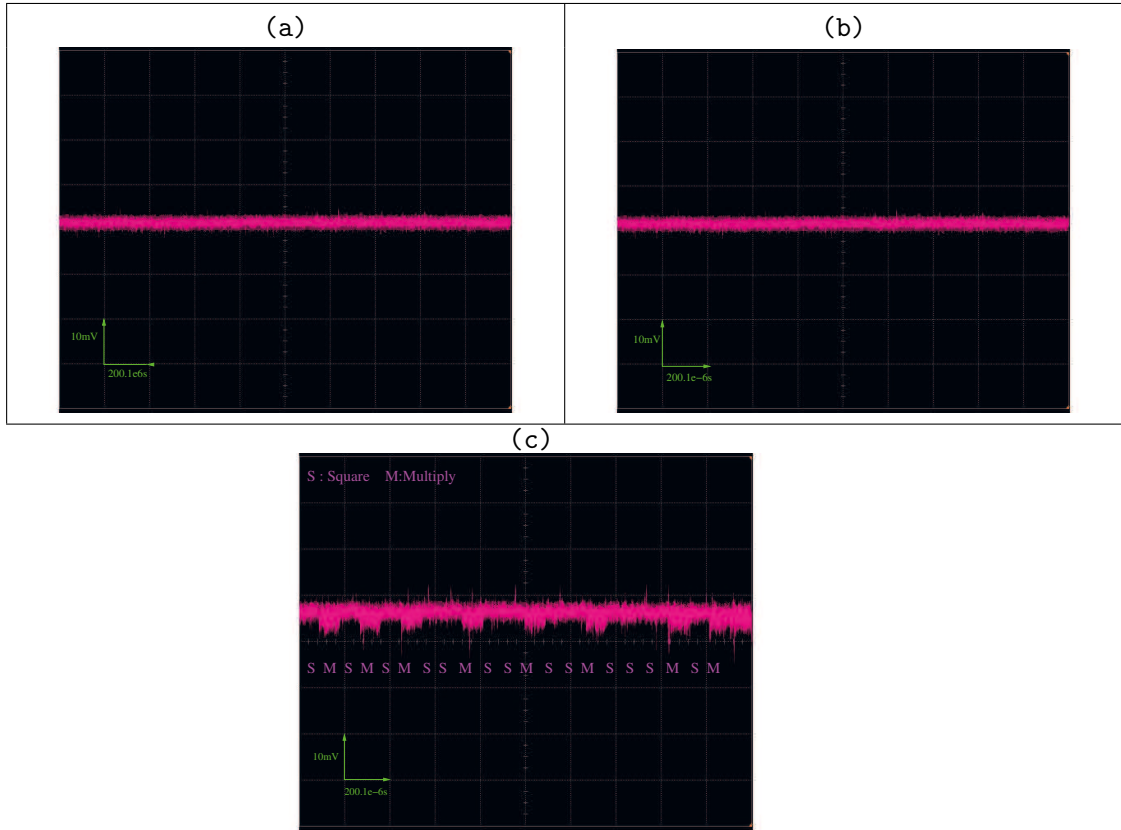 (a)
(b)
10mV
200.1e6s
10mV
200.1e−6s
(c)
S : Square M:Multiply
S M S M S M S S M S S M S S M S S S M S M
10mV
200.1e−6s